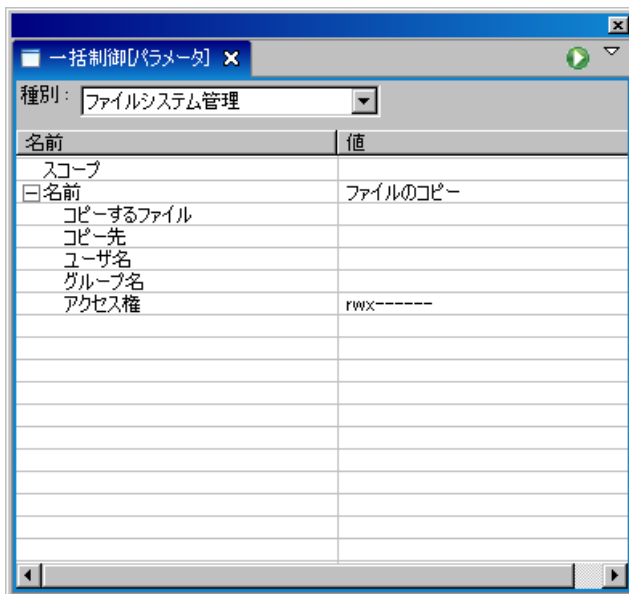 一括制御[パラメータ]
種別： ファイルシステム管理
名前 値
スコープ
名前 ファイルのコピー
コピーするファイル
コピー先
ユーザ名
グループ名
アクセス権 rwx------